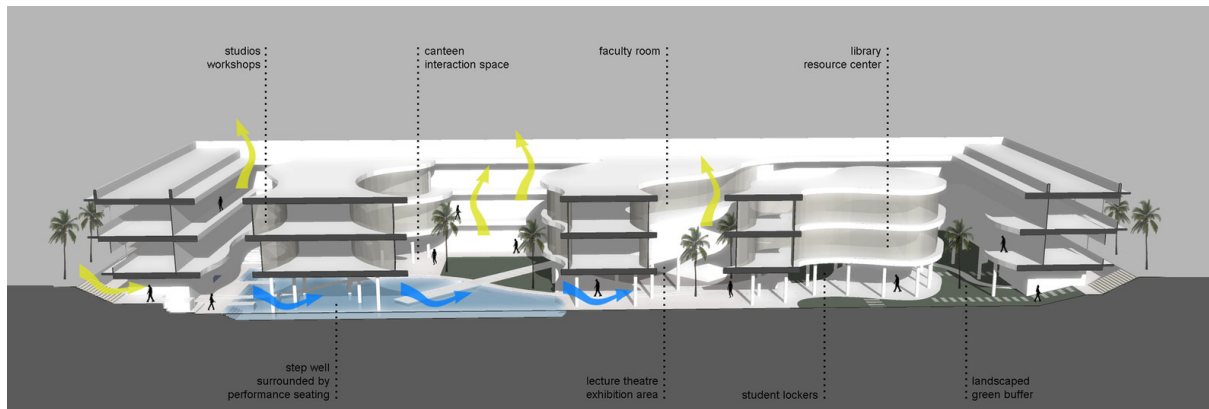 studios
workshops
canteen
interaction space
faculty room
library
resource center
step well
surrounded by
performance seating
lecture theatre
exhibition area
student lockers
landscaped
green buffer